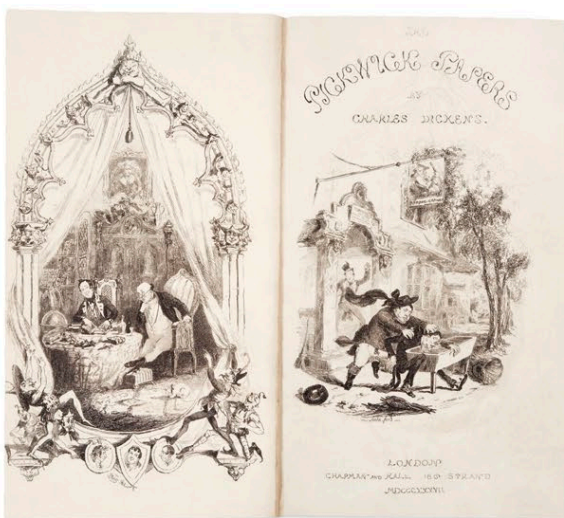 THE
PICKWICK PAPERS
BY
CHARLES DICKENS.
LONDON
CHAPMAN AND HALL 186 STRAND
MDCCCXXXVII.